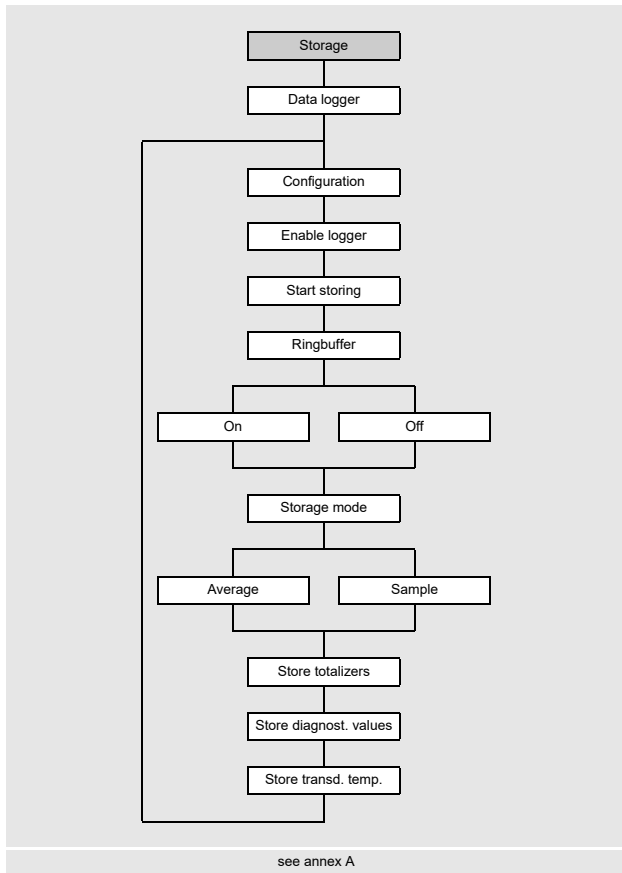 Storage
Data logger
Configuration
Enable logger
Start storing
Ringbuffer
On
Off
Storage mode
Average
Sample
Store totalizers
Store diagnost. values
Store transd. temp.
see annex A